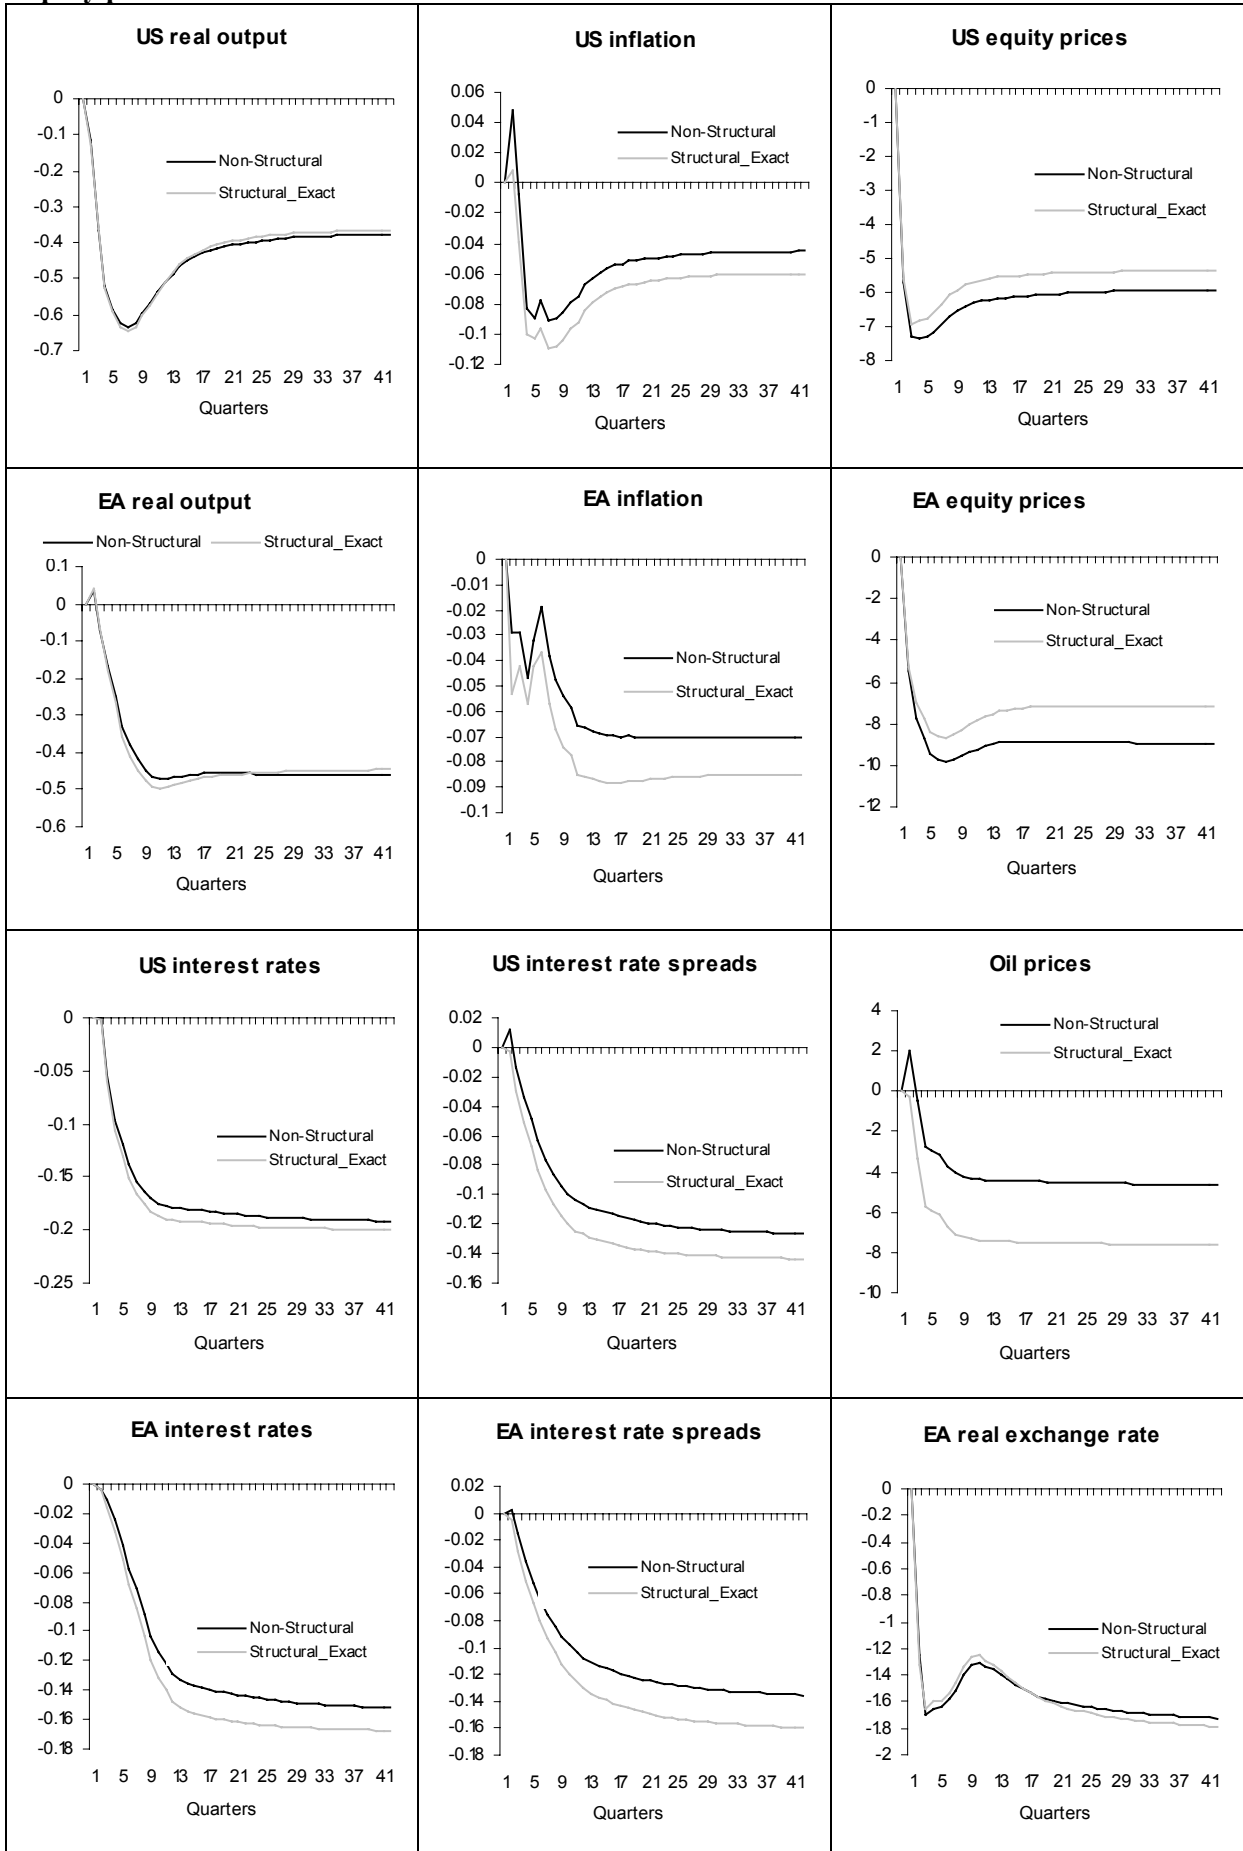 US real output
0
-0.1
-0.2
-0.3
-0.4
-0.5
-0.6
-0.7
Non-Structural
Structural_Exact
1 5 9 13 17 21 25 29 33 37 41
Quarters
US inflation
0.06
0.04
0.02
0
-0.02
-0.04
-0.06
-0.08
-0.1
-0.12
Non-Structural
Structural_Exact
1 5 9 13 17 21 25 29 33 37 41
Quarters
US equity prices
0
-1
-2
-3
-4
-5
-6
-7
-8
Non-Structural
Structural_Exact
1 5 9 13 17 21 25 29 33 37 41
Quarters
EA real output
Non-Structural Structural_Exact
0.1
0
-0.1
-0.2
-0.3
-0.4
-0.5
-0.6
1 5 9 13 17 21 25 29 33 37 41
Quarters
EA inflation
0
-0.01
-0.02
-0.03
-0.04
-0.05
-0.06
-0.07
-0.08
-0.09
-0.1
Non-Structural
Structural_Exact
1 5 9 13 17 21 25 29 33 37 41
Quarters
EA equity prices
0
-2
-4
-6
-8
-10
-12
Non-Structural
Structural_Exact
1 5 9 13 17 21 25 29 33 37 41
Quarters
US interest rates
0
-0.05
-0.1
-0.15
-0.2
-0.25
Non-Structural
Structural_Exact
1 5 9 13 17 21 25 29 33 37 41
Quarters
US interest rate spreads
0.02
0
-0.02
-0.04
-0.06
-0.08
-0.1
-0.12
-0.14
-0.16
Non-Structural
Structural_Exact
1 5 9 13 17 21 25 29 33 37 41
Quarters
Oil prices
4
2
0
-2
-4
-6
-8
-10
Non-Structural
Structural_Exact
1 5 9 13 17 21 25 29 33 37 41
Quarters
EA interest rates
0
-0.02
-0.04
-0.06
-0.08
-0.1
-0.12
-0.14
-0.16
-0.18
Non-Structural
Structural_Exact
1 5 9 13 17 21 25 29 33 37 41
Quarters
EA interest rate spreads
0.02
0
-0.02
-0.04
-0.06
-0.08
-0.1
-0.12
-0.14
-0.16
-0.18
Non-Structural
Structural_Exact
1 5 9 13 17 21 25 29 33 37 41
Quarters
EA real exchange rate
0
-0.2
-0.4
-0.6
-0.8
-1
-1.2
-1.4
-1.6
-1.8
-2
Non-Structural
Structural_Exact
1 5 9 13 17 21 25 29 33 37 41
Quarters